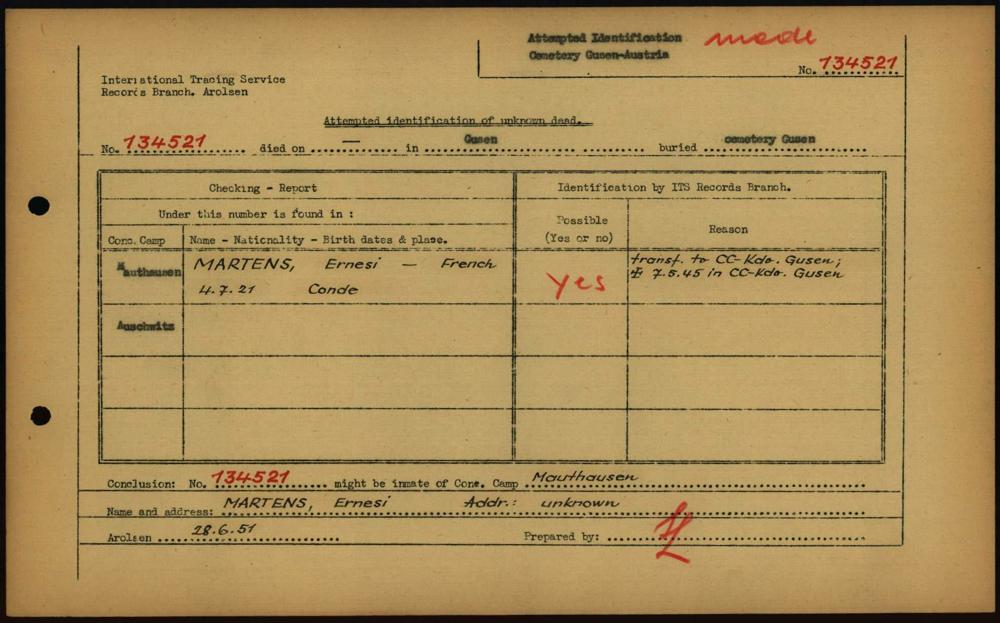 Attempted Identification made
Cemetery Gusen-Austria
No. 134521
International Tracing Service
Records Branch. Arolsen
Attempted identification of unknown dead.
No. 134521 died on — in Gusen buried cemetery Gusen
Checking - Report
Identification by ITS Records Branch.
Under this number is found in :
Possible
(Yes or no)
Reason
Conc. Camp
Name - Nationality - Birth dates & place.
Mauthausen
MARTENS, Ernesi — French
4.7.21 Conde
yes
transf. to CC-Kdo. Gusen;
✠ 7.5.45 in CC-Kdo. Gusen
Auschwitz
Conclusion: No. 134521 might be inmate of Conc. Camp Mauthausen
Name and address: MARTENS, Ernesi Addr.: unknown
Arolsen 28.6.51
Prepared by: